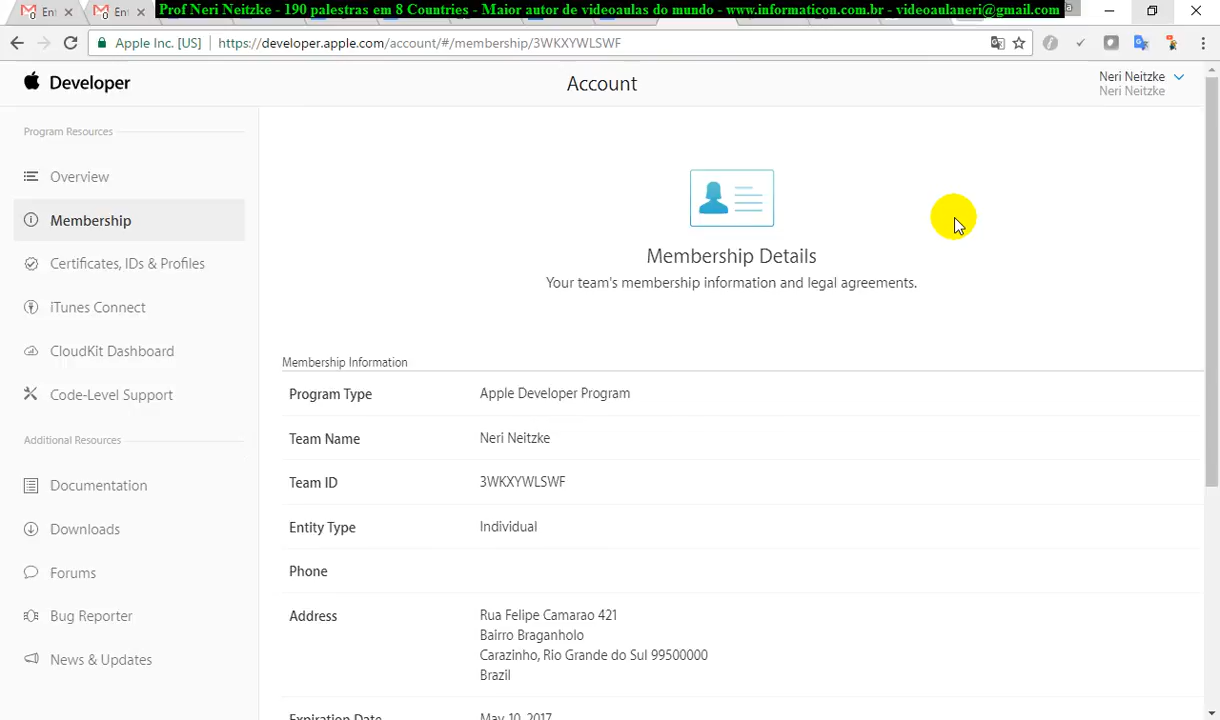 Ent
Ent
Prof Neri Neitzke - 190 palestras em 8 Countries - Maior autor de videoaulas do mundo - www.informaticon.com.br - videoaulaneri@gmail.com
Apple Inc. [US]
https://developer.apple.com/account/#/membership/3WKXYWLSWF
Developer
Account
Neri Neitzke
Neri Neitzke
Program Resources
Overview
Membership
Certificates, IDs & Profiles
iTunes Connect
CloudKit Dashboard
Code-Level Support
Additional Resources
Documentation
Downloads
Forums
Bug Reporter
News & Updates
Membership Details
Your team's membership information and legal agreements.
Membership Information
Program Type Apple Developer Program
Team Name Neri Neitzke
Team ID 3WKXYWLSWF
Entity Type Individual
Phone
Address Rua Felipe Camarao 421
Bairro Braganholo
Carazinho, Rio Grande do Sul 99500000
Brazil
Expiration Date May 10, 2017